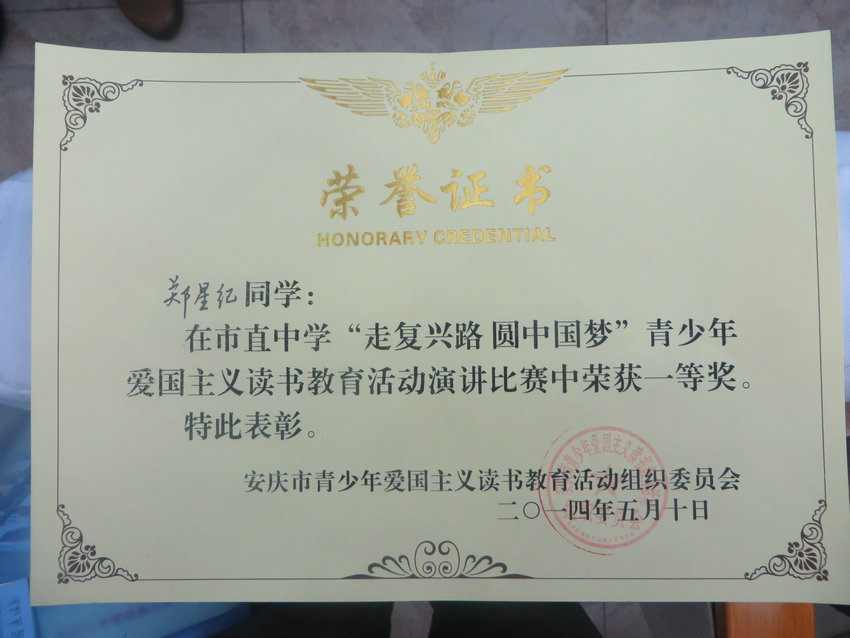 荣誉证书
HONORARY CREDENTIAL
郑星纪同学：
在市直中学“走复兴路 圆中国梦”青少年
爱国主义读书教育活动演讲比赛中荣获一等奖。
特此表彰。
安庆市青少年爱国主义读书教育活动组织委员会
二〇一四年五月十日